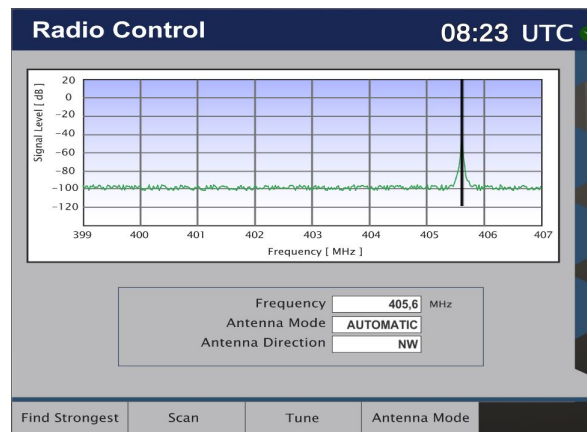 Radio Control 08:23 UTC
Signal Level [ dB ]
20
0
-20
-40
-60
-80
-100
-120
399 400 401 402 403 404 405 406 407
Frequency [ MHz ]
Frequency 405,6 MHz
Antenna Mode AUTOMATIC
Antenna Direction NW
Find Strongest Scan Tune Antenna Mode